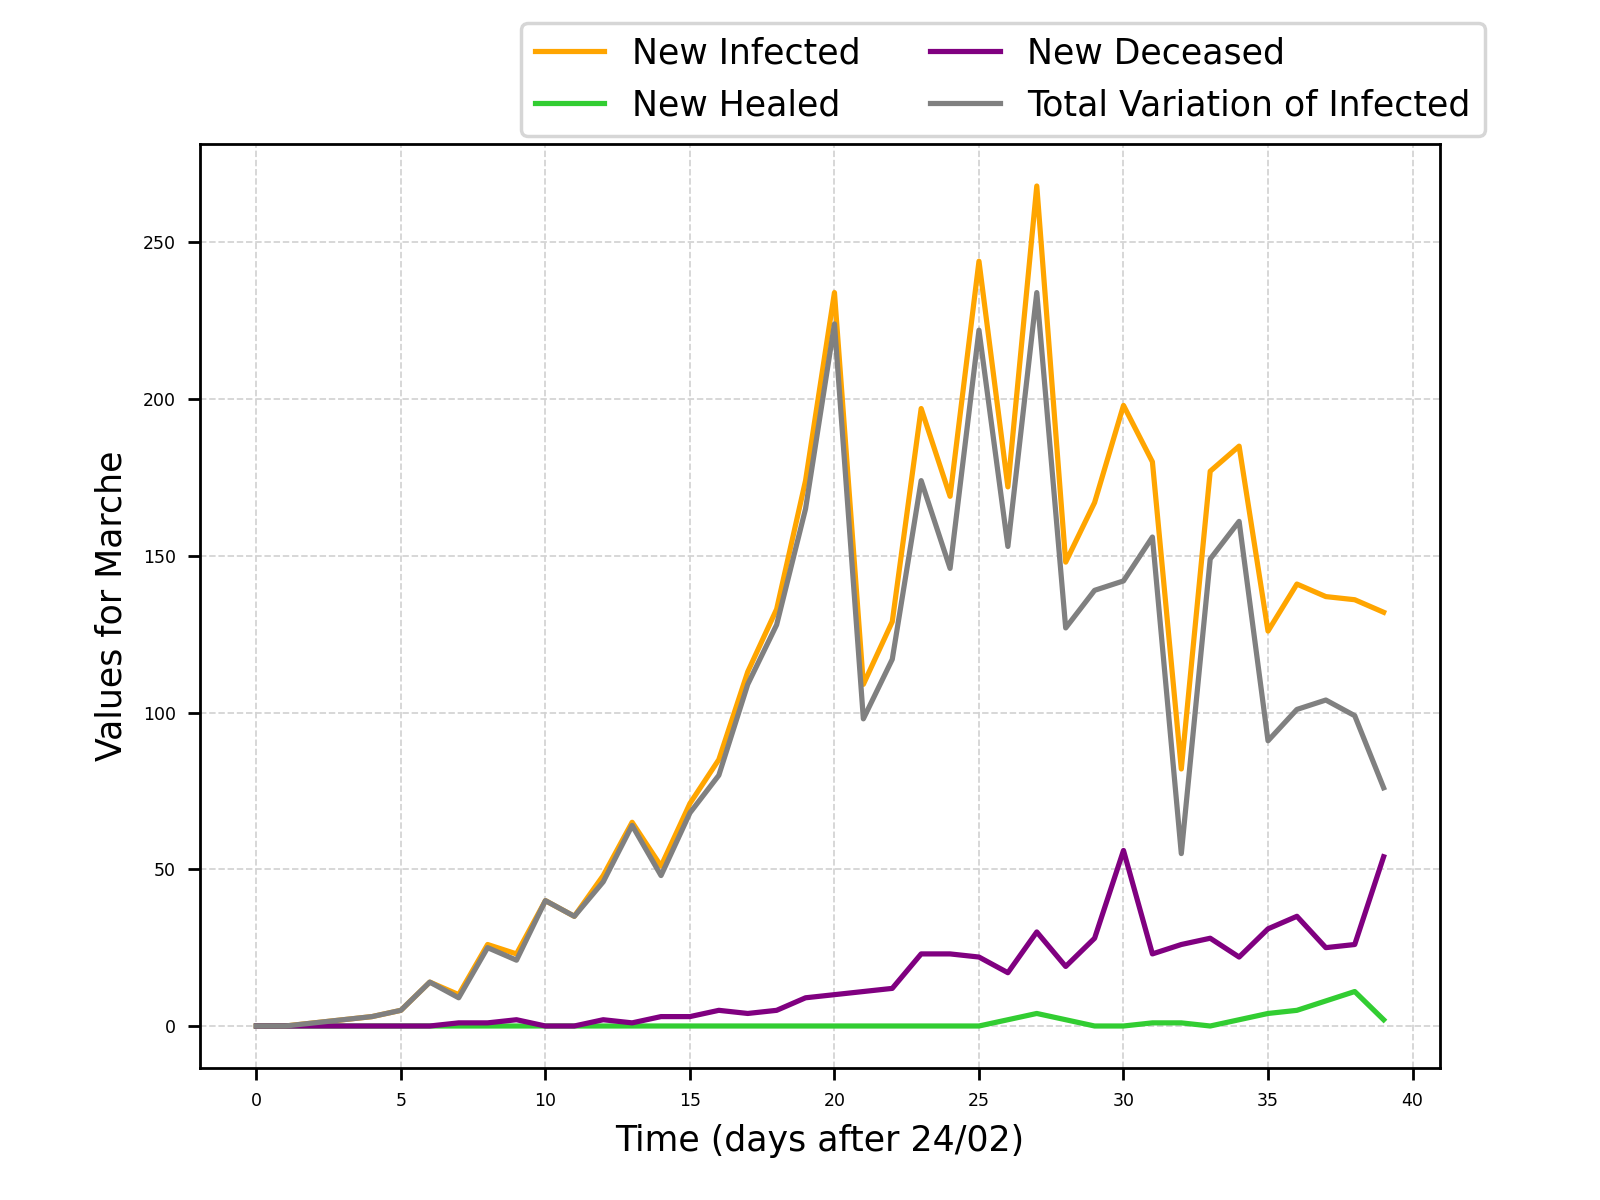 New Infected
New Healed
New Deceased
Total Variation of Infected
Values for Marche
250
200
150
100
50
0
0 5 10 15 20 25 30 35 40
Time (days after 24/02)